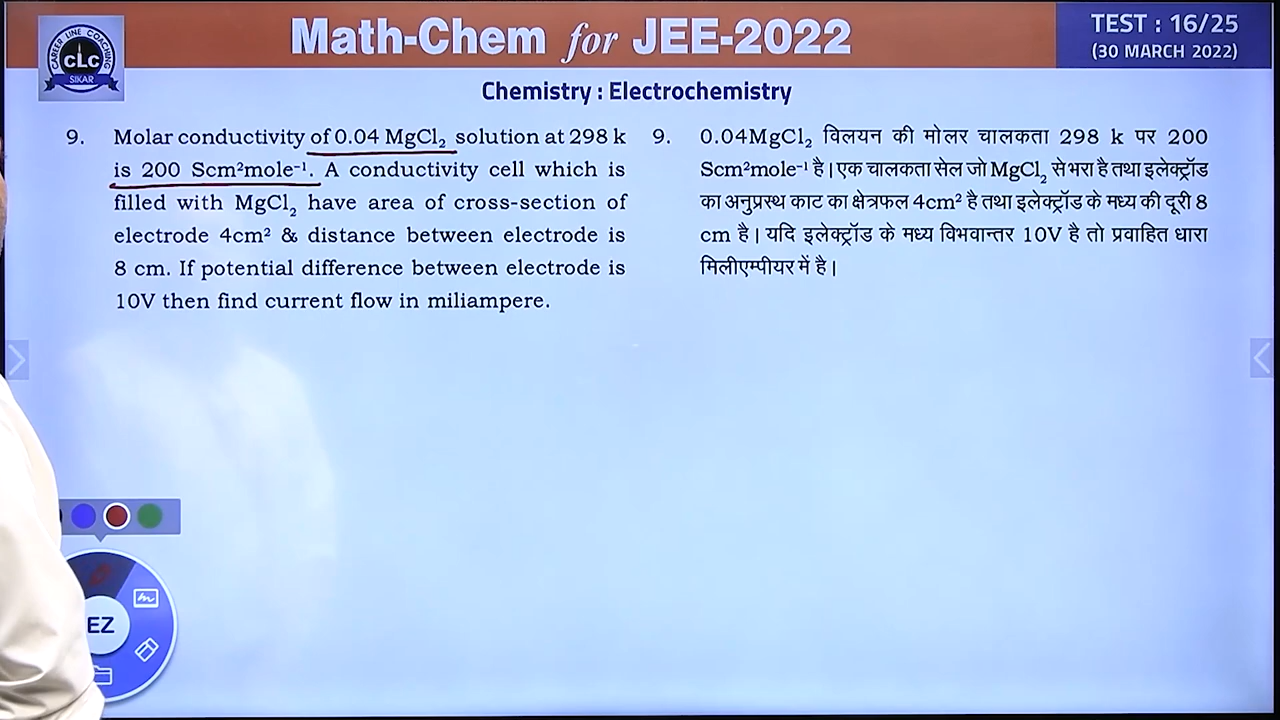 CAREER LINE COACHING
CLC
SIKAR
Math-Chem for JEE-2022
TEST : 16/25
(30 MARCH 2022)
Chemistry : Electrochemistry
9. Molar conductivity of 0.04 MgCl₂ solution at 298 k
is 200 Scm²mole⁻¹. A conductivity cell which is
filled with MgCl₂ have area of cross-section of
electrode 4cm² & distance between electrode is
8 cm. If potential difference between electrode is
10V then find current flow in miliampere.
9. 0.04MgCl₂ विलयन की मोलर चालकता 298 k पर 200
Scm²mole⁻¹ है। एक चालकता सेल जो MgCl₂ से भरा है तथा इलेक्ट्रॉड
का अनुप्रस्थ काट का क्षेत्रफल 4cm² है तथा इलेक्ट्रॉड के मध्य की दूरी 8
cm है। यदि इलेक्ट्रॉड के मध्य विभवान्तर 10V है तो प्रवाहित धारा
मिलीएम्पीयर में है।
EZ